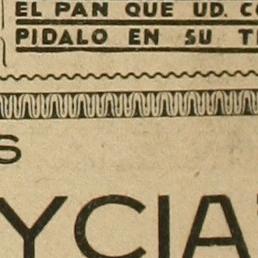 EL PAN QUE UD. C
PIDALO EN SU T
S
YCIA